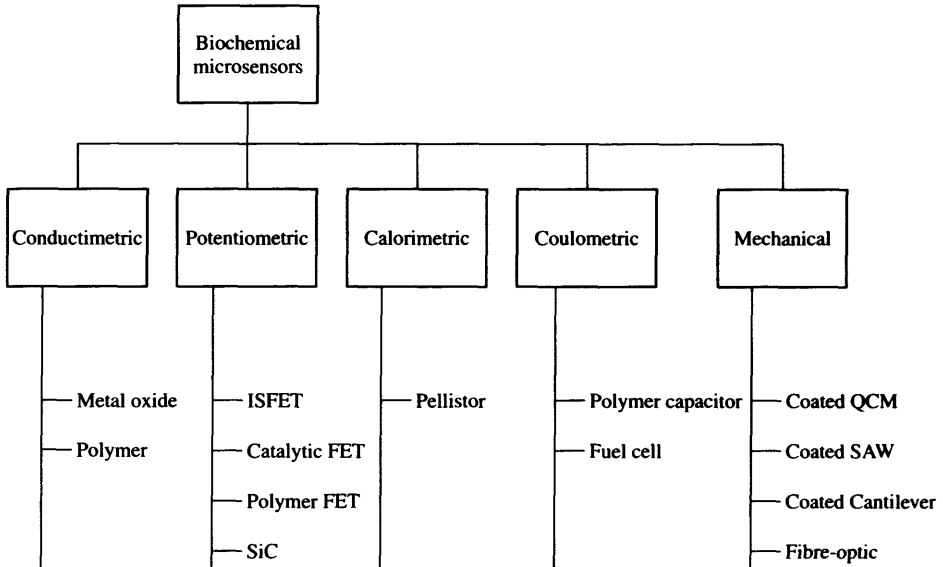 Biochemical
microsensors
Conductimetric
Potentiometric
Calorimetric
Coulometric
Mechanical
Metal oxide
Polymer
ISFET
Catalytic FET
Polymer FET
SiC
Pellistor
Polymer capacitor
Fuel cell
Coated QCM
Coated SAW
Coated Cantilever
Fibre-optic